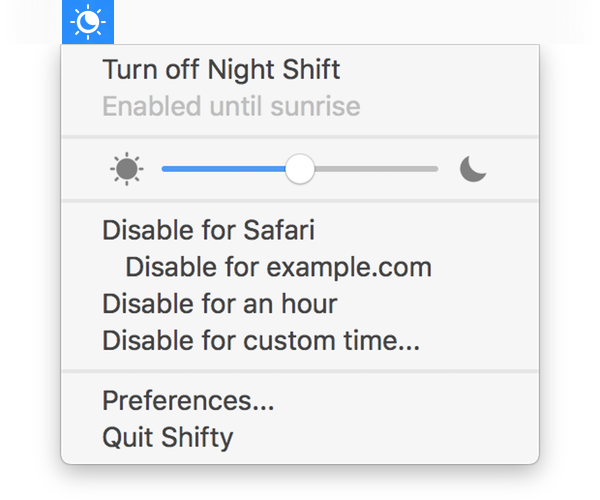 Turn off Night Shift
Enabled until sunrise
Disable for Safari
Disable for example.com
Disable for an hour
Disable for custom time...
Preferences...
Quit Shifty